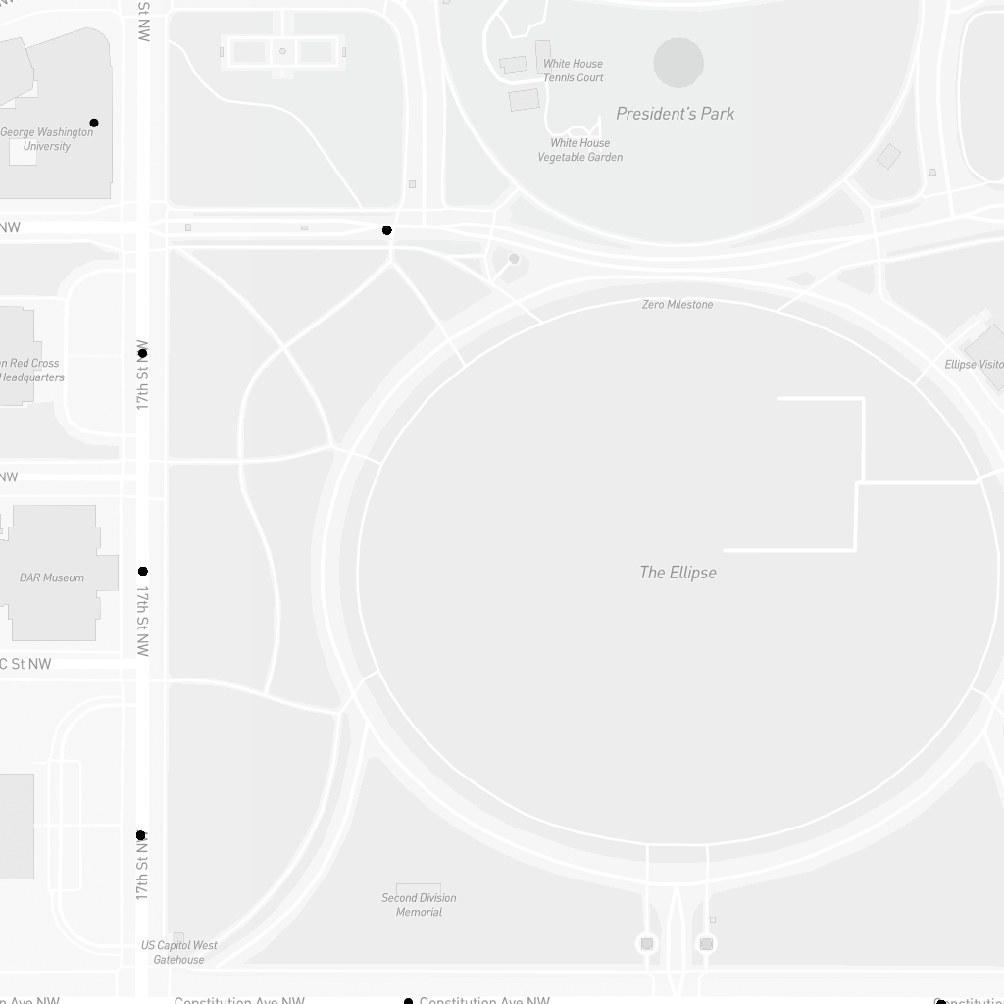 St NW
White House
Tennis Court
President's Park
George Washington
University
White House
Vegetable Garden
NW
Zero Milestone
17th St NW
n Red Cross
Headquarters
Ellipse Visito
NW
The Ellipse
DAR Museum
17th St NW
C St NW
17th St NW
Second Division
Memorial
US Capitol West
Gatehouse
n Ave NW
Constitution Ave NW
Constitution Ave NW
onstitutio